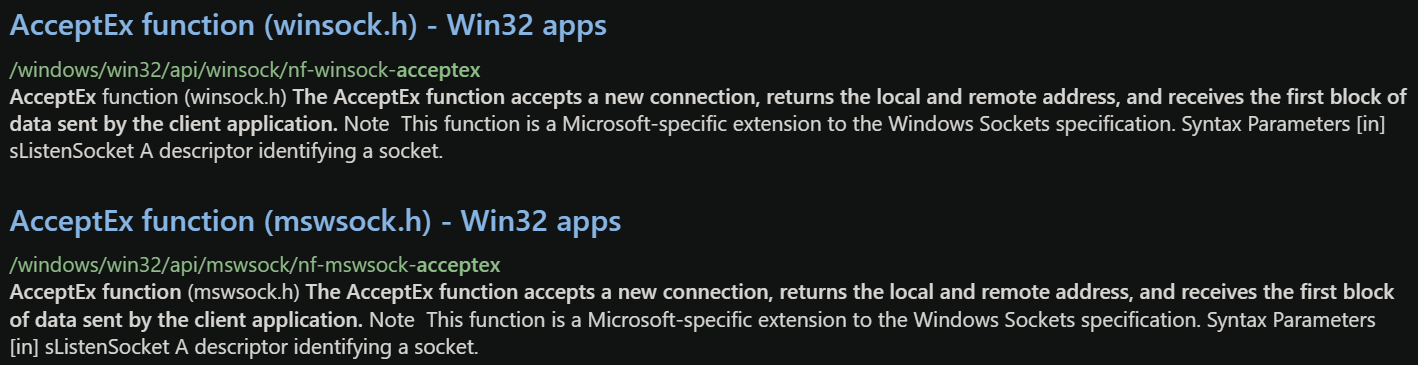 AcceptEx function (winsock.h) - Win32 apps
/windows/win32/api/winsock/nf-winsock-acceptex
AcceptEx function (winsock.h) The AcceptEx function accepts a new connection, returns the local and remote address, and receives the first block of
data sent by the client application. Note  This function is a Microsoft-specific extension to the Windows Sockets specification. Syntax Parameters [in]
sListenSocket A descriptor identifying a socket.
AcceptEx function (mswsock.h) - Win32 apps
/windows/win32/api/mswsock/nf-mswsock-acceptex
AcceptEx function (mswsock.h) The AcceptEx function accepts a new connection, returns the local and remote address, and receives the first block
of data sent by the client application. Note  This function is a Microsoft-specific extension to the Windows Sockets specification. Syntax Parameters
[in] sListenSocket A descriptor identifying a socket.